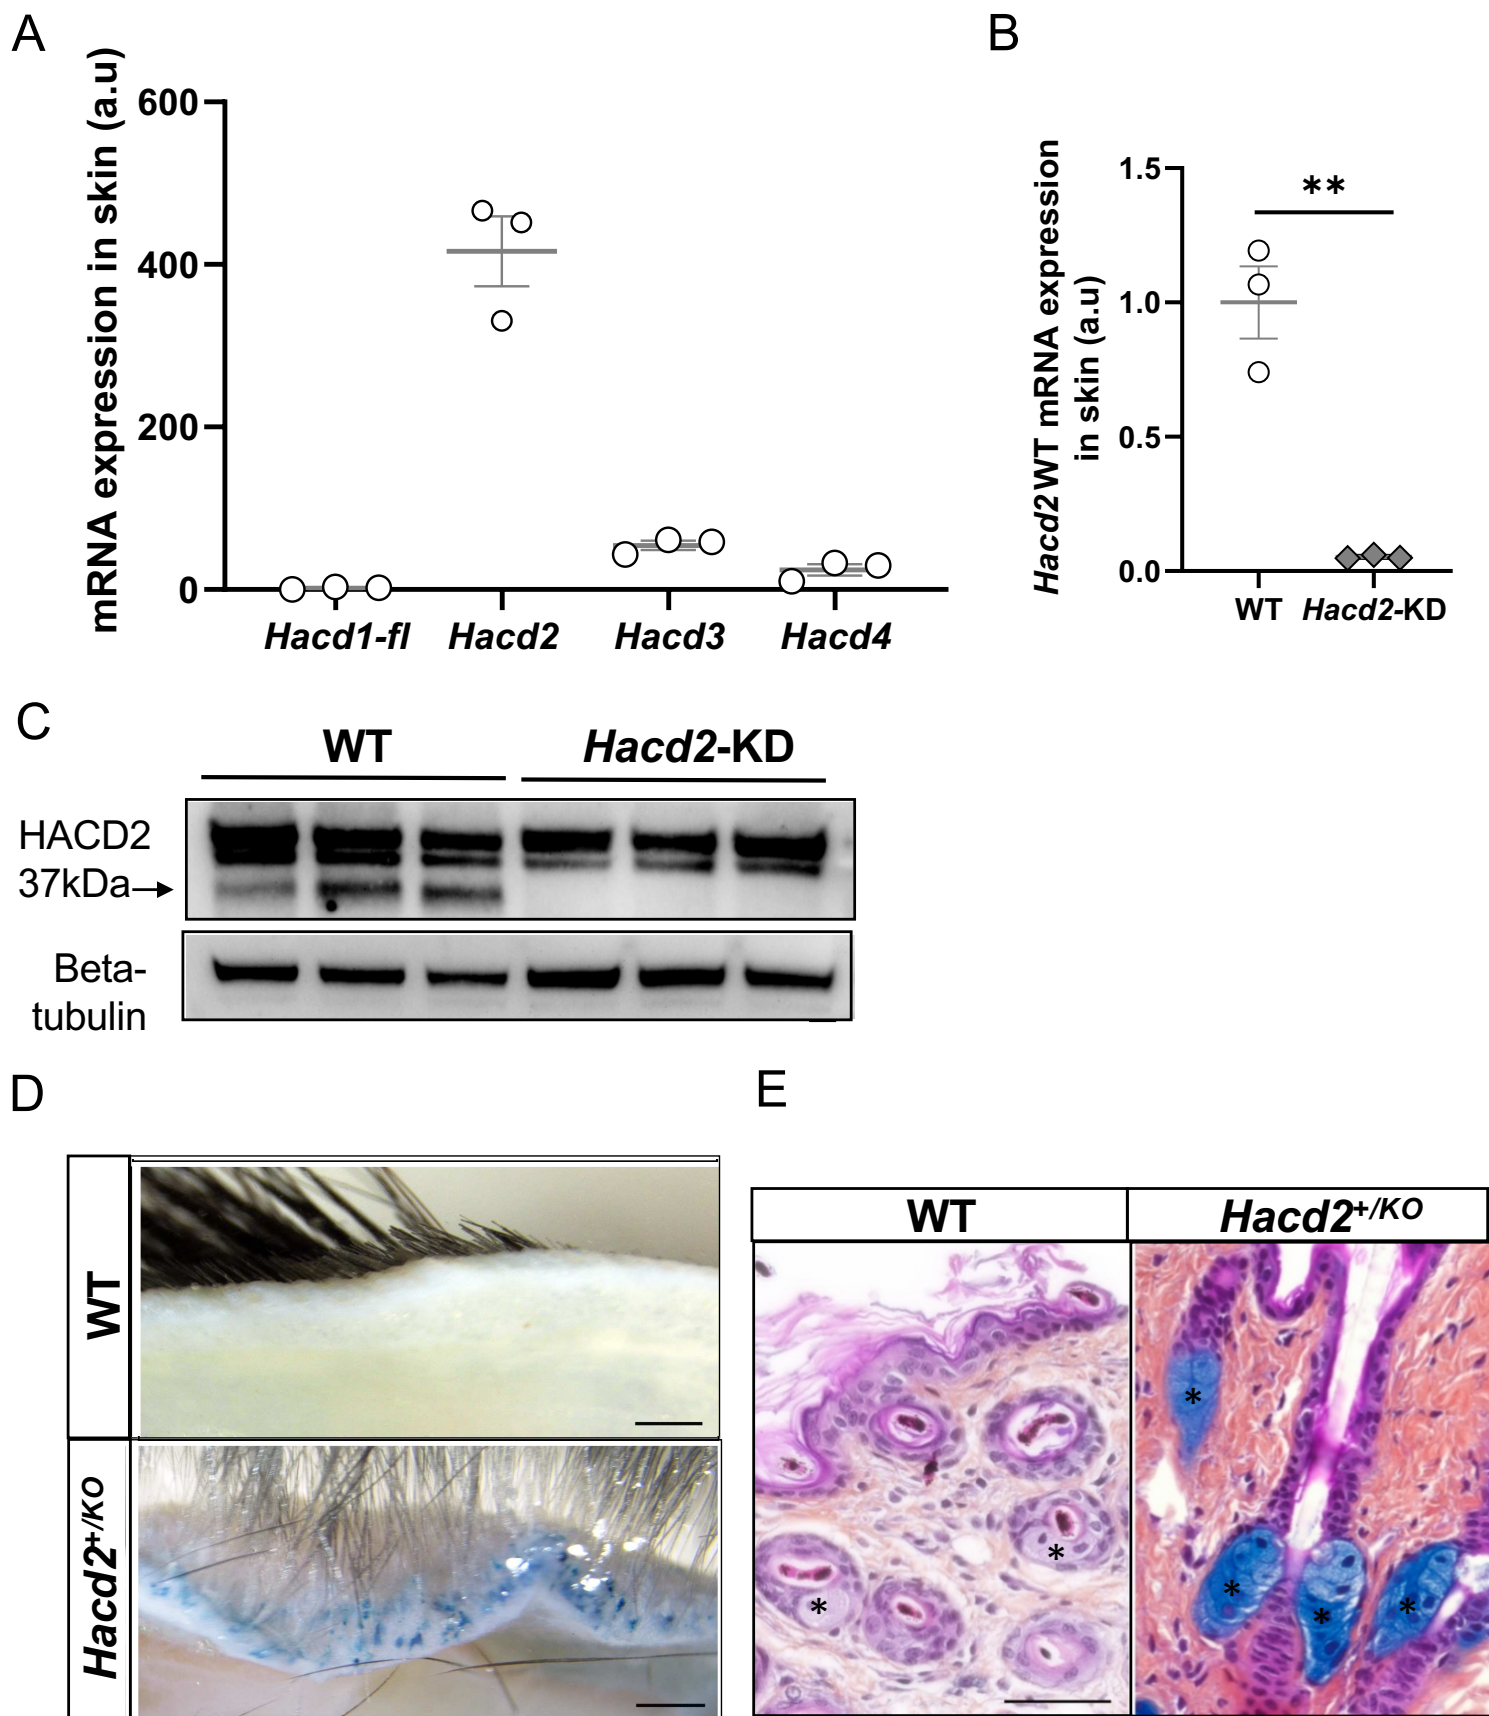 A
mRNA expression in skin (a.u)
600
400
200
0
Hacd1-fl Hacd2 Hacd3 Hacd4
B
Hacd2 WT mRNA expression
in skin (a.u)
1.5
1.0
0.5
0.0
**
WT Hacd2-KD
C
WT Hacd2-KD
HACD2
37kDa
Beta-
tubulin
D
WT
Hacd2+/KO
E
WT Hacd2+/KO
*
*
*
*
*
*